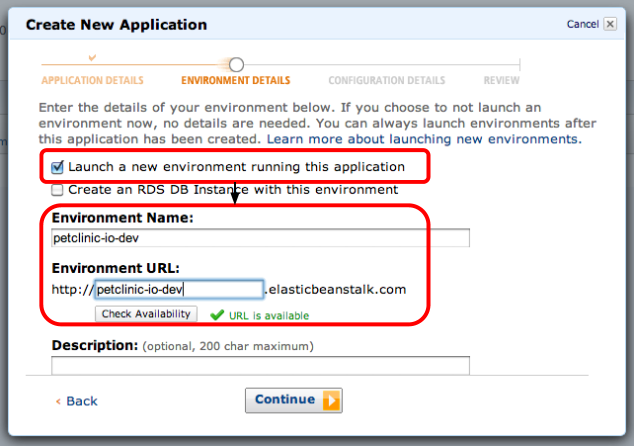 Create New Application
Cancel
APPLICATION DETAILS ENVIRONMENT DETAILS CONFIGURATION DETAILS REVIEW
Enter the details of your environment below. If you choose to not launch an
environment now, no details are needed. You can always launch environments after
this application has been created. Learn more about launching new environments.
Launch a new environment running this application
Create an RDS DB Instance with this environment
Environment Name:
petclinic-io-dev
Environment URL:
http://petclinic-io-dev.elasticbeanstalk.com
Check Availability URL is available
Description: (optional, 200 char maximum)
< Back
Continue